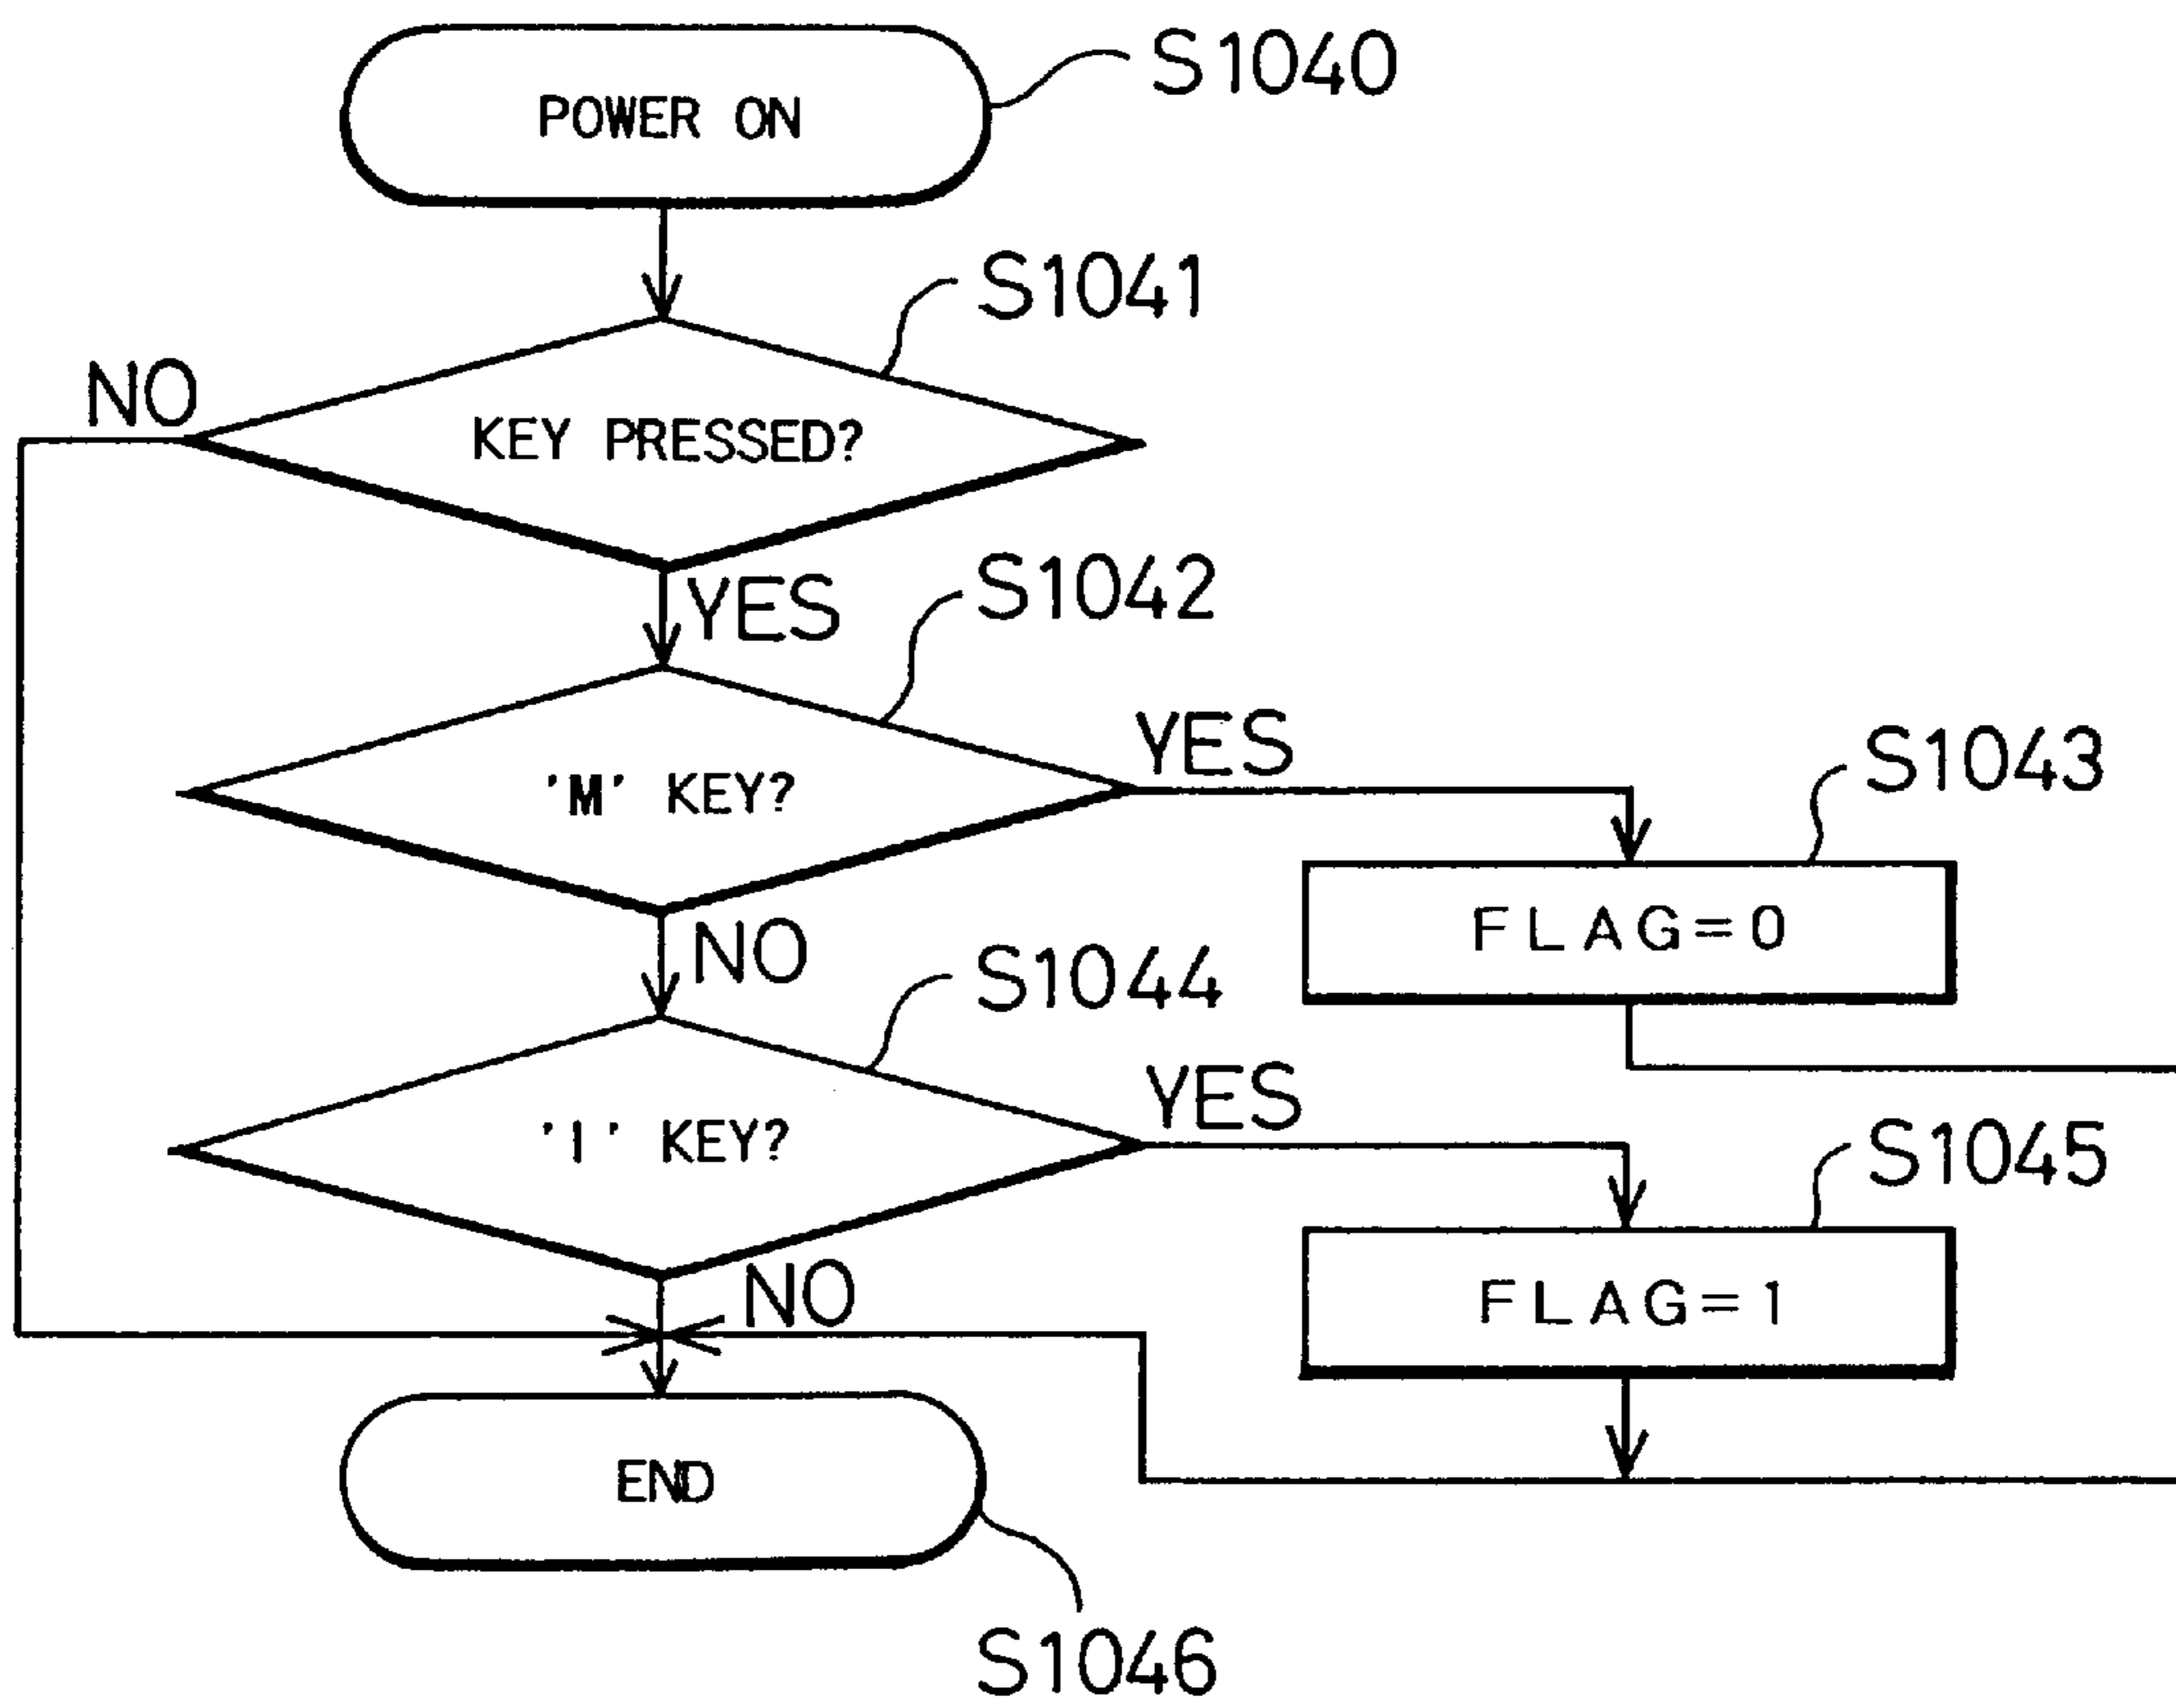 POWER ON
S1040
S1041
NO
KEY PRESSED?
YES
S1042
'M' KEY?
YES
S1043
FLAG=0
NO
S1044
'I' KEY?
YES
S1045
FLAG=1
NO
END
S1046